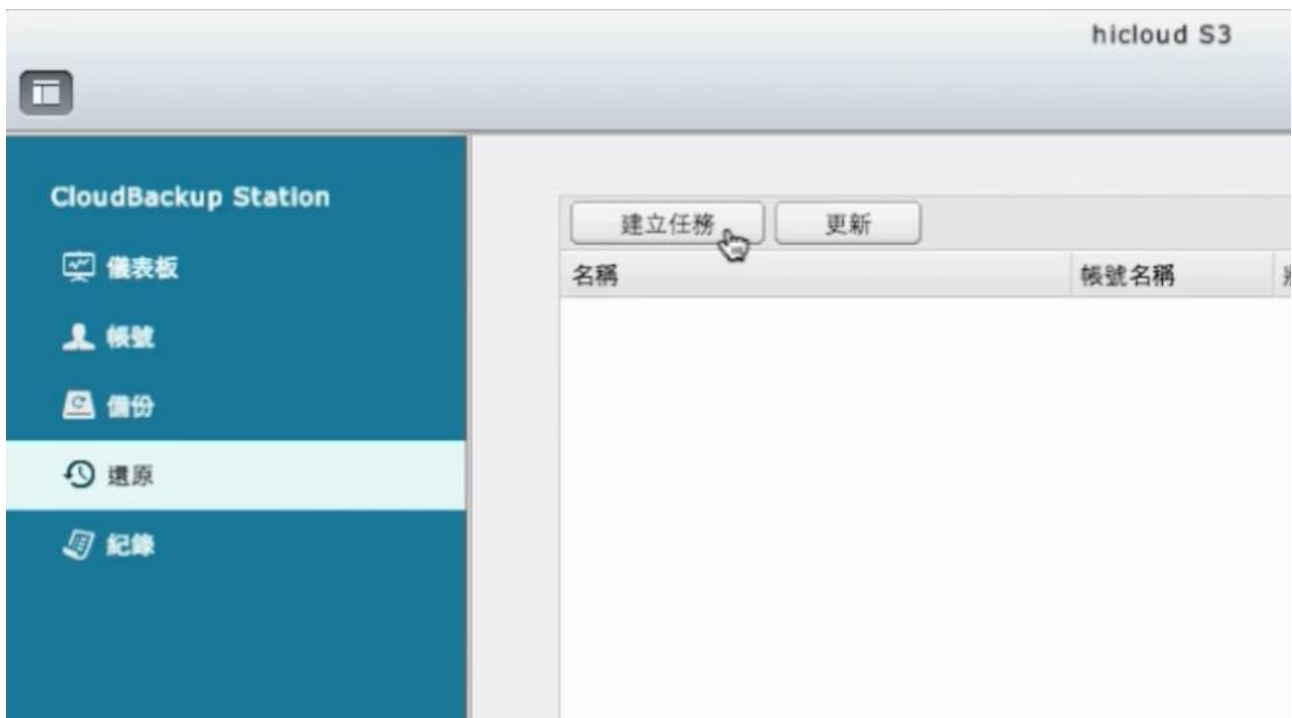 hicloud S3
CloudBackup Station
儀表板
帳號
備份
還原
紀錄
建立任務 更新
名稱 帳號名稱